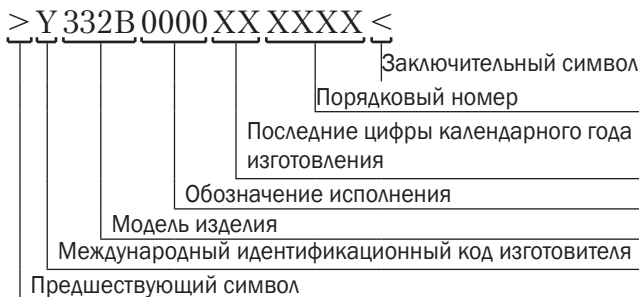 > Y 332B 0000 XX XXXX <
Заключительный символ
Порядковый номер
Последние цифры календарного года
изготовления
Обозначение исполнения
Модель изделия
Международный идентификационный код изготовителя
Предшествующий символ